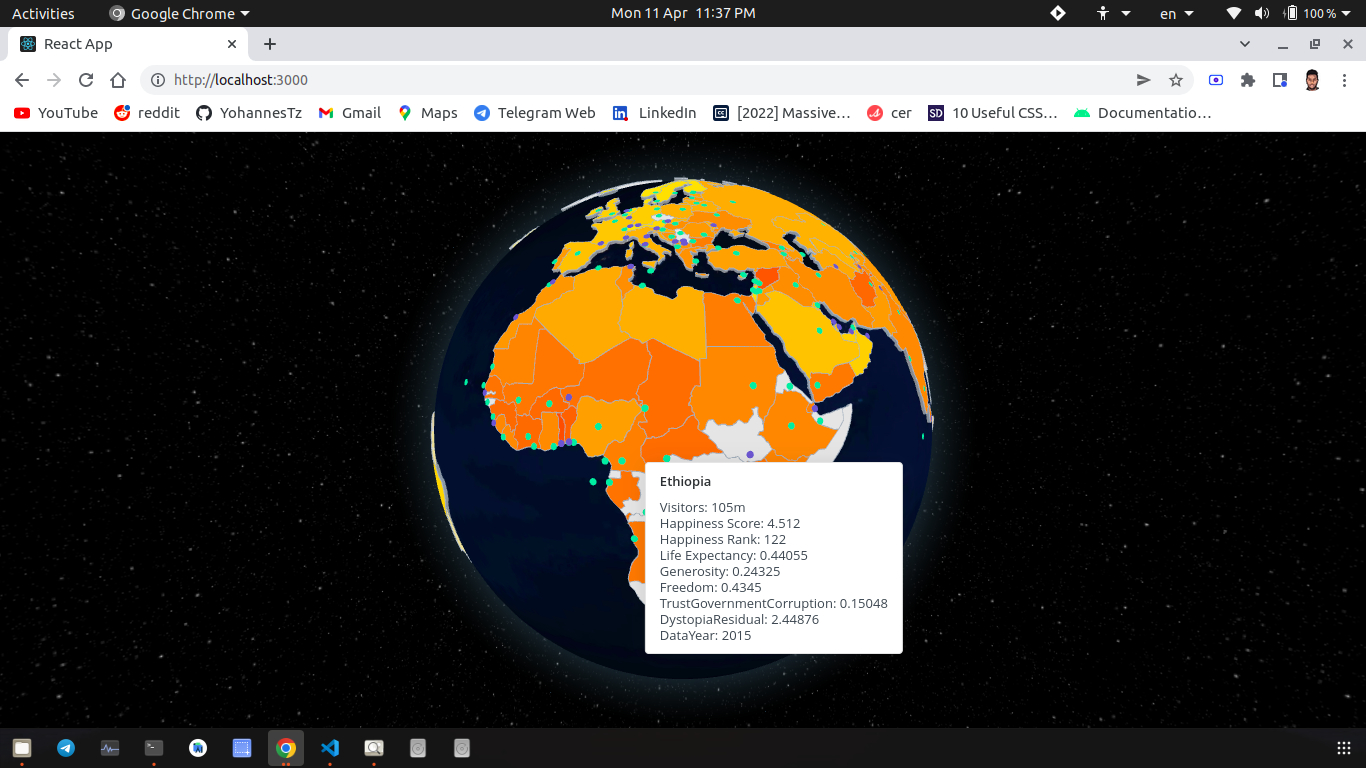 Activities Google Chrome Mon 11 Apr 11:37 PM en 100 %
React App
http://localhost:3000
YouTube reddit YohannesTz Gmail Maps Telegram Web LinkedIn [2022] Massive… cer SD 10 Useful CSS… Documentatio…
Ethiopia
Visitors: 105m
Happiness Score: 4.512
Happiness Rank: 122
Life Expectancy: 0.44055
Generosity: 0.24325
Freedom: 0.4345
TrustGovernmentCorruption: 0.15048
DystopiaResidual: 2.44876
DataYear: 2015